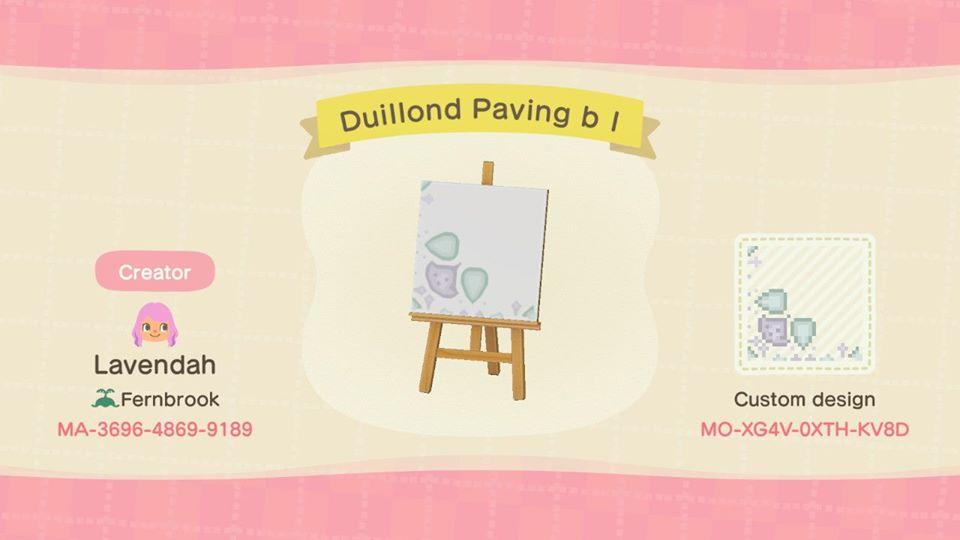 Duillond Paving b l
Creator
Lavendah
Fernbrook
MA-3696-4869-9189
Custom design
MO-XG4V-0XTH-KV8D